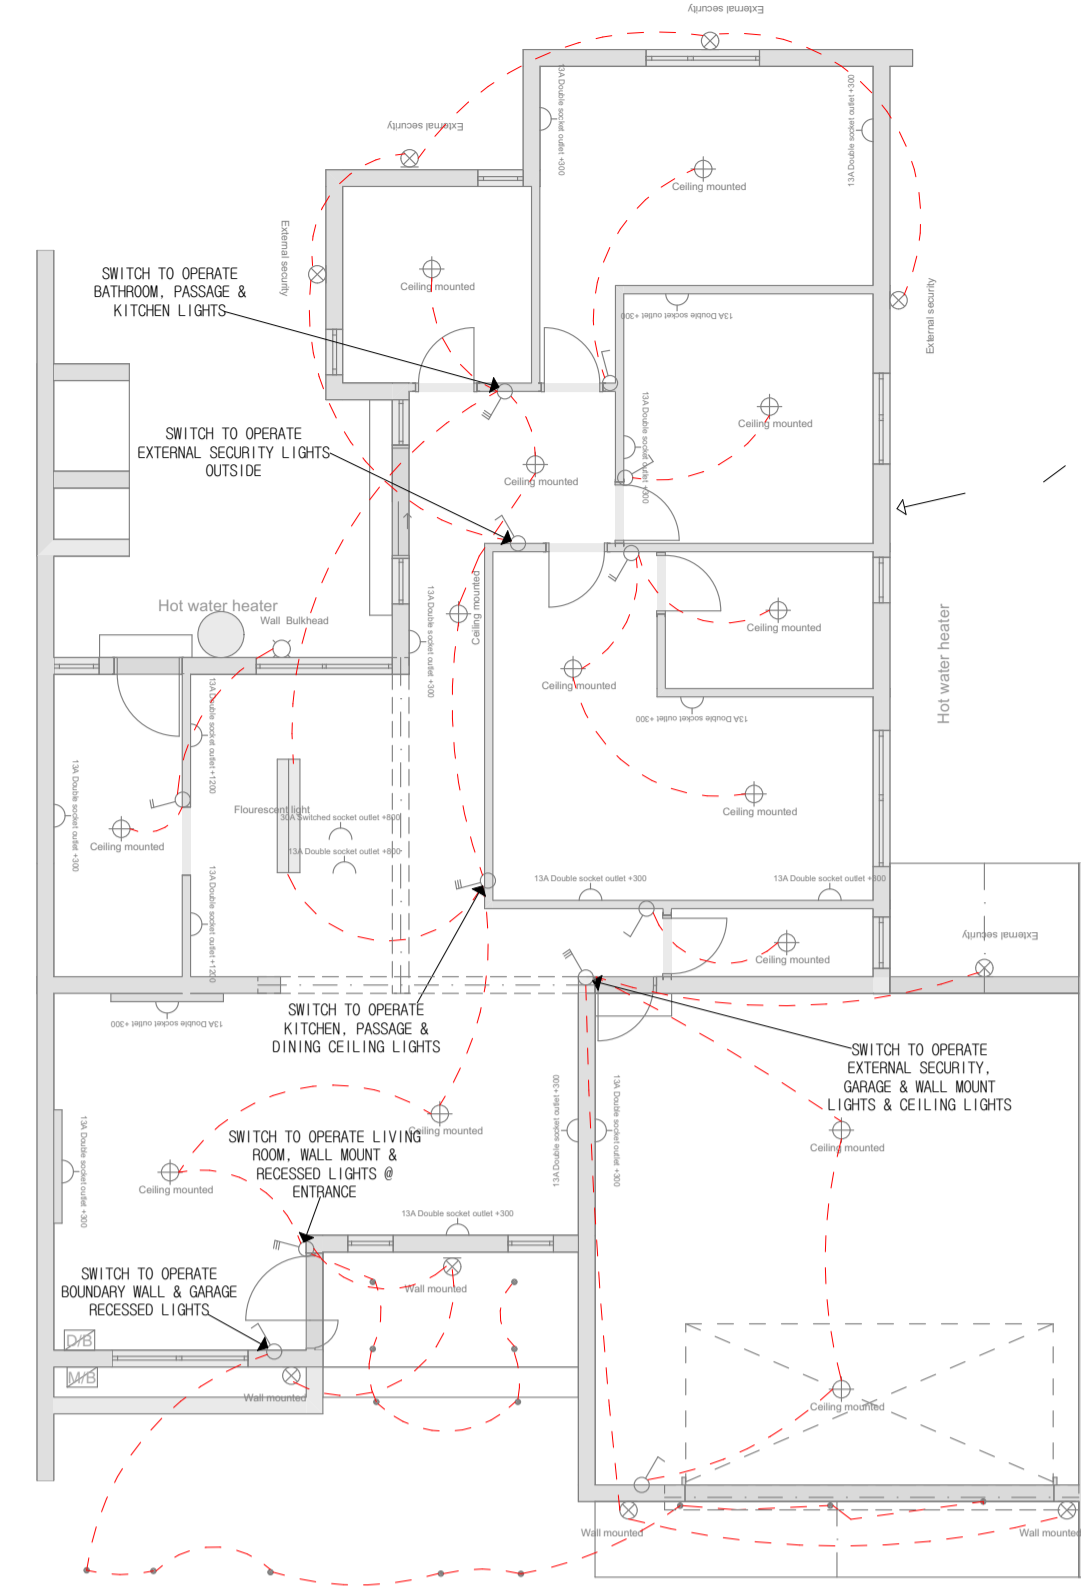 External security
13A Double socket outlet +300
13A Double socket outlet +300
External security
Ceiling mounted
External security
SWITCH TO OPERATE
BATHROOM, PASSAGE &
KITCHEN LIGHTS
Ceiling mounted
External security
13A Double socket outlet +300
13A Double socket outlet +300
Ceiling mounted
SWITCH TO OPERATE
EXTERNAL SECURITY LIGHTS
OUTSIDE
Ceiling mounted
Ceiling mounted
13A Double socket outlet +300
Hot water heater
Wall Bulkhead
Ceiling mounted
Hot water heater
Ceiling mounted
13A Double socket outlet +1200
13A Double socket outlet +300
13A Double socket outlet +300
Flourescent light
30A Switched socket outlet +800
Ceiling mounted
Ceiling mounted
13A Double socket outlet +800
13A Double socket outlet +1200
13A Double socket outlet +300
13A Double socket outlet +300
External security
Ceiling mounted
SWITCH TO OPERATE
KITCHEN, PASSAGE &
DINING CEILING LIGHTS
13A Double socket outlet +300
SWITCH TO OPERATE
EXTERNAL SECURITY,
GARAGE & WALL MOUNT
LIGHTS & CEILING LIGHTS
13A Double socket outlet +300
13A Double socket outlet +300
13A Double socket outlet +300
Ceiling mounted
Ceiling mounted
SWITCH TO OPERATE LIVING
ROOM, WALL MOUNT &
RECESSED LIGHTS @
ENTRANCE
Ceiling mounted
13A Double socket outlet +300
SWITCH TO OPERATE
BOUNDARY WALL & GARAGE
RECESSED LIGHTS
Wall mounted
D/B
M/B
Wall mounted
Ceiling mounted
Wall mounted
Wall mounted